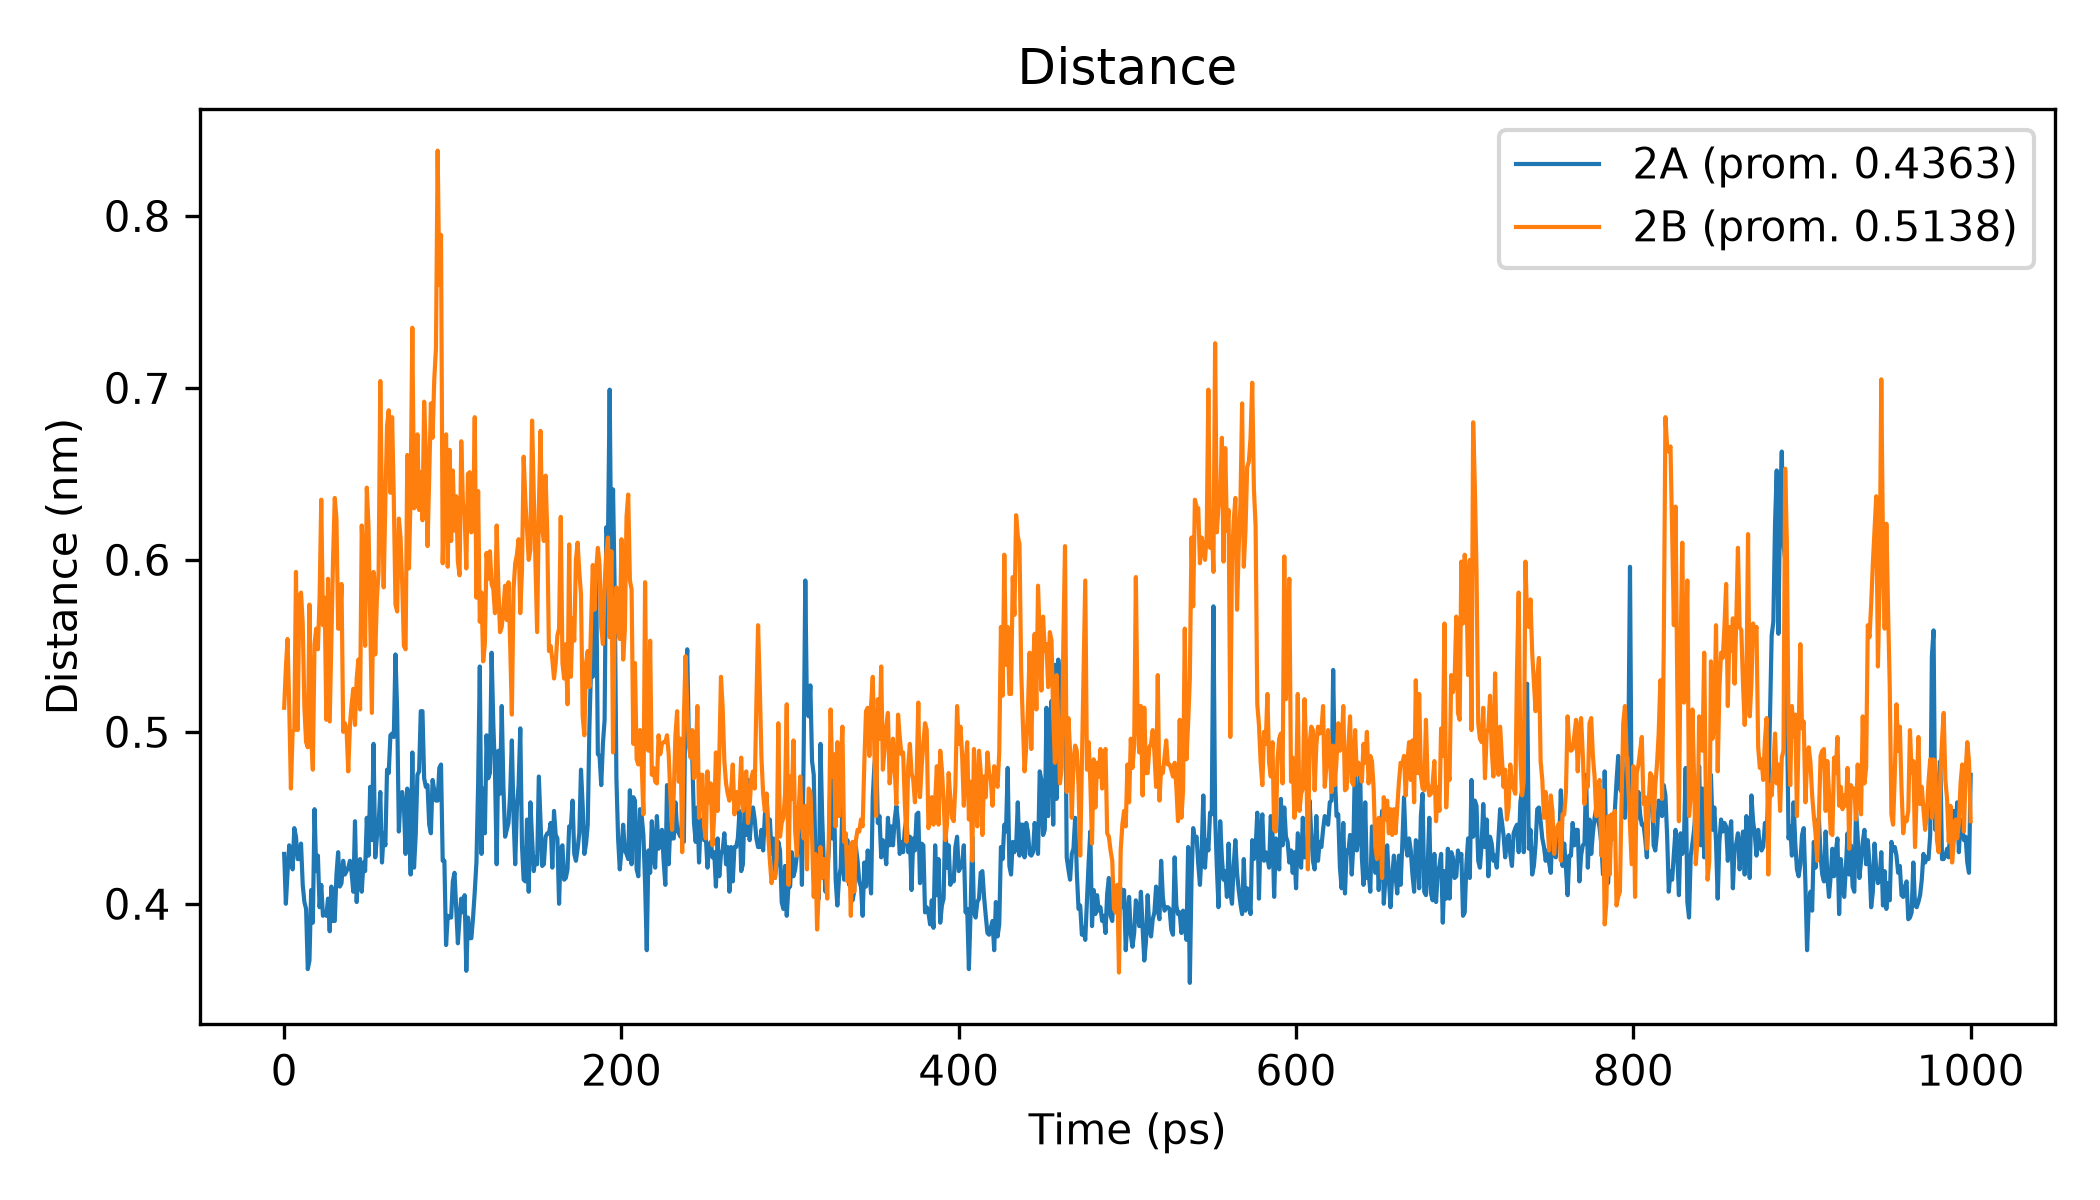 Distance
2A (prom. 0.4363)
2B (prom. 0.5138)
Distance (nm)
0.8
0.7
0.6
0.5
0.4
0 200 400 600 800 1000
Time (ps)